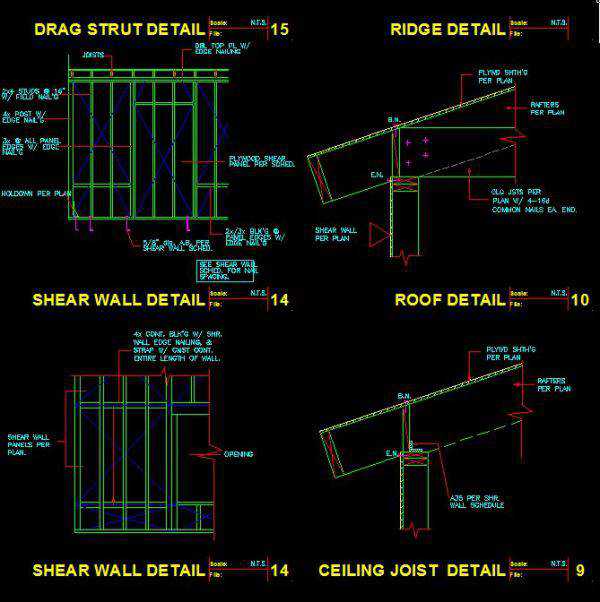 DRAG STRUT DETAIL Scale: N.T.S. File: 15
RIDGE DETAIL Scale: N.T.S. File:
JOISTS
DBL TOP PL W/
EDGE NAILING
2x4 STUDS @ 16"
W/ FIELD NAIL'G
4x POST W/
EDGE NAIL'G.
3x @ ALL PANEL
EDGES W/ EDGE
NAIL'G
HOLDOWN PER PLAN
PLYWOOD SHEAR
PANEL PER SCHED.
5/8" dia. A.B. PER
SHEAR WALL SCHED.
2x/3x BLK'G @
PANEL EDGES W/
EDGE NAIL'G
SEE SHEAR WALL
SCHED. FOR NAIL
SPACING.
PLYWD SHTH'G
PER PLAN
RAFTERS
PER PLAN
B.N.
E.N.
CLG JSTS PER
PLAN W/ 4-16d
COMMON NAILS EA. END.
SHEAR WALL
PER PLAN
SHEAR WALL DETAIL Scale: N.T.S. File: 14
ROOF DETAIL Scale: N.T.S. File: 10
4x CONT. BLK'G W/ SHR.
WALL EDGE NAILING, &
STRAP W/ CMST CONT.
ENTIRE LENGTH OF WALL.
SHEAR WALL
PANELS PER
PLAN.
OPENING
PLYWD SHTH'G
PER PLAN
RAFTERS
PER PLAN
B.N.
E.N.
A35 PER SHR.
WALL SCHEDULE
SHEAR WALL DETAIL Scale: N.T.S. File: 14
CEILING JOIST DETAIL Scale: N.T.S. File: 9